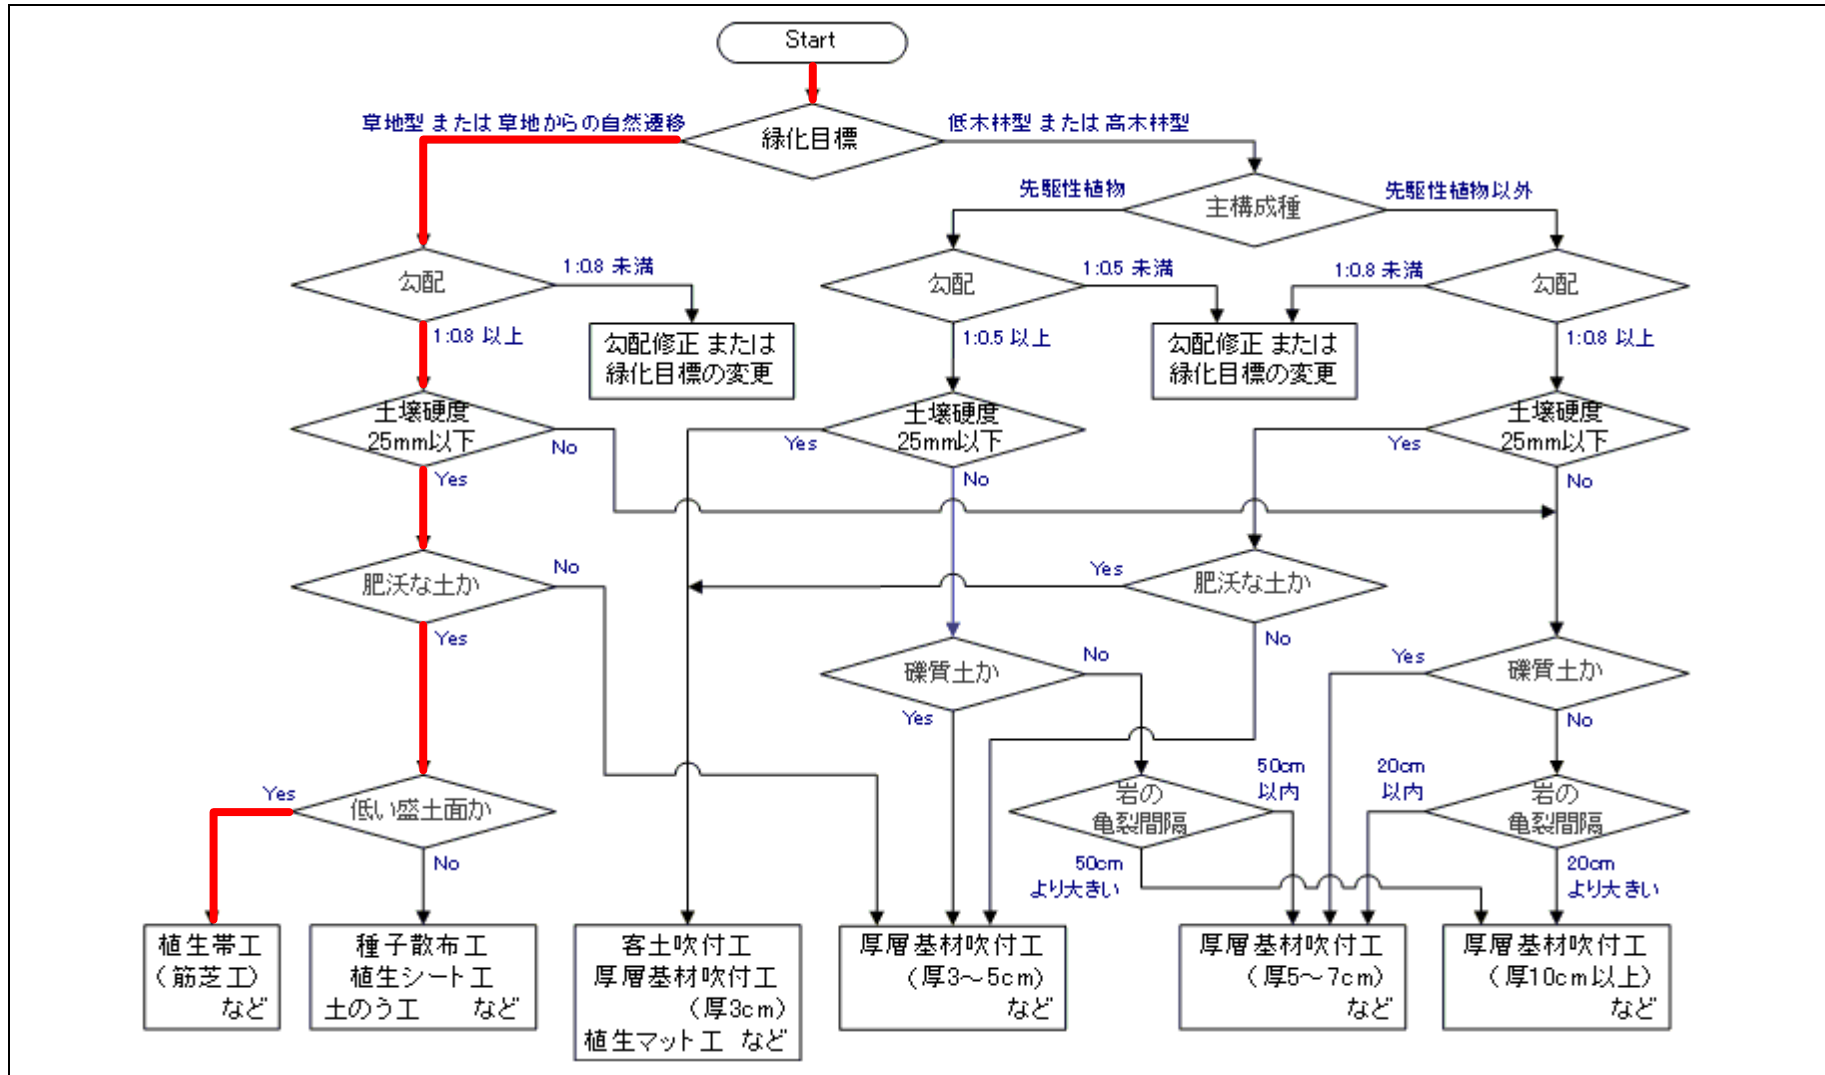 Start
草地型 または 草地からの自然遷移
緑化目標
低木林型 または 高木林型
先駆性植物
主構成種
先駆性植物以外
勾配
1:0.8 未満
勾配
1:0.5 未満
1:0.8 未満
勾配
1:0.8 以上
勾配修正 または
緑化目標の変更
1:0.5 以上
勾配修正 または
緑化目標の変更
1:0.8 以上
土壌硬度
25mm以下
No
Yes
Yes
土壌硬度
25mm以下
No
Yes
土壌硬度
25mm以下
No
肥沃な土か
No
Yes
Yes
肥沃な土か
No
礫質土か
No
Yes
Yes
礫質土か
No
Yes
低い盛土面か
No
岩の
亀裂間隔
50cm
以内
50cm
より大きい
20cm
以内
岩の
亀裂間隔
20cm
より大きい
植生帯工
(筋芝工)
など
種子散布工
植生シート工
土のう工 など
客土吹付工
厚層基材吹付工
(厚3cm)
植生マット工 など
厚層基材吹付工
(厚3～5cm)
など
厚層基材吹付工
(厚5～7cm)
など
厚層基材吹付工
(厚10cm以上)
など